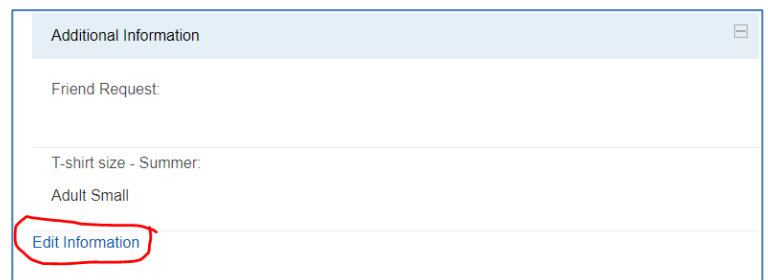 Additional Information
Friend Request:
T-shirt size - Summer:
Adult Small
Edit Information